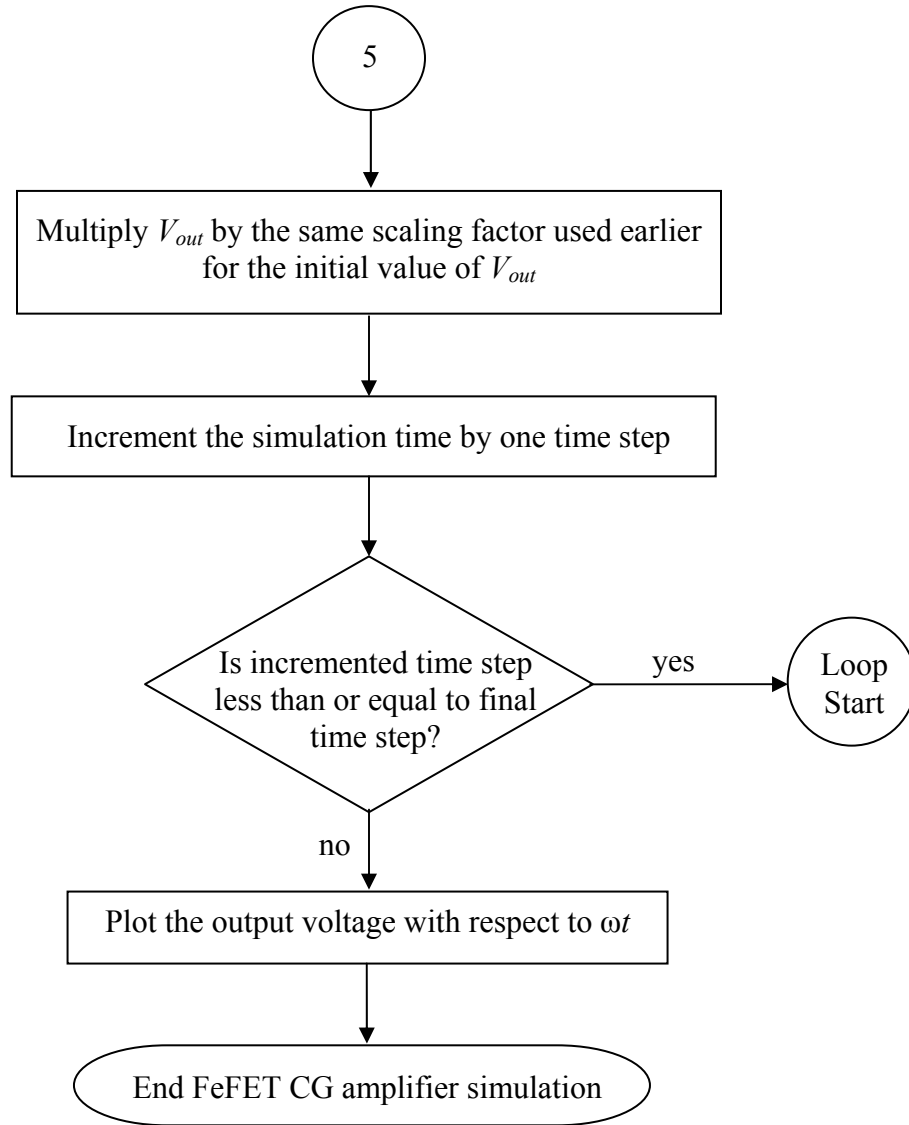 5
Multiply Vout by the same scaling factor used earlier
for the initial value of Vout
Increment the simulation time by one time step
Is incremented time step
less than or equal to final
time step?
yes
Loop
Start
no
Plot the output voltage with respect to ωt
End FeFET CG amplifier simulation